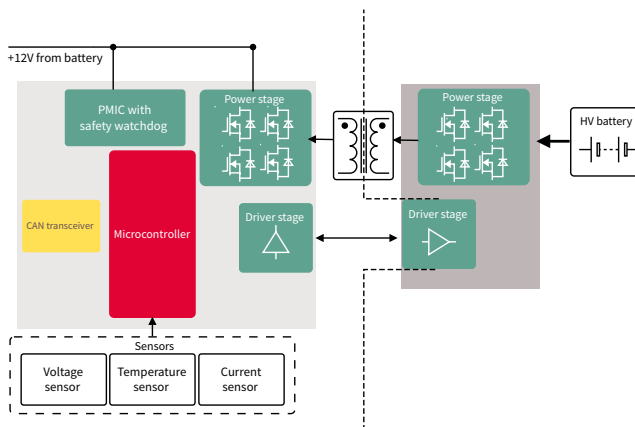 +12V from battery
PMIC with
safety watchdog
Power stage
Power stage
HV battery
CAN transceiver
Microcontroller
Driver stage
Driver stage
Sensors
Voltage
sensor
Temperature
sensor
Current
sensor